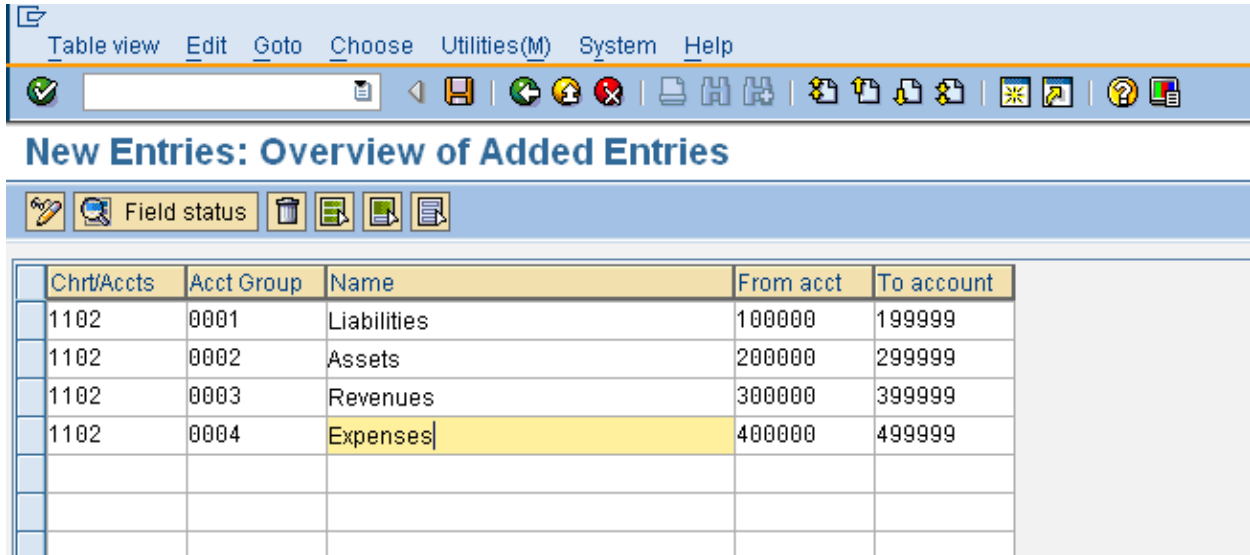 Table view Edit Goto Choose Utilities(M) System Help
New Entries: Overview of Added Entries
Field status
Chrt/Accts Acct Group Name From acct To account
1102 0001 Liabilities 100000 199999
1102 0002 Assets 200000 299999
1102 0003 Revenues 300000 399999
1102 0004 Expenses 400000 499999